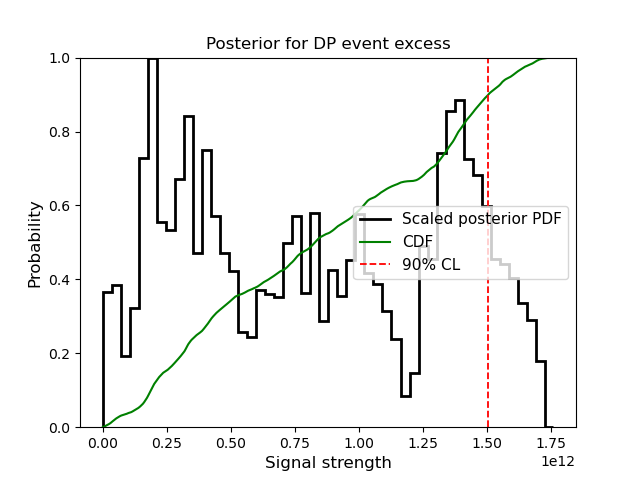 Posterior for DP event excess
Probability
1.0
0.8
0.6
0.4
0.2
0.0
Scaled posterior PDF
CDF
90% CL
0.00 0.25 0.50 0.75 1.00 1.25 1.50 1.75
1e12
Signal strength